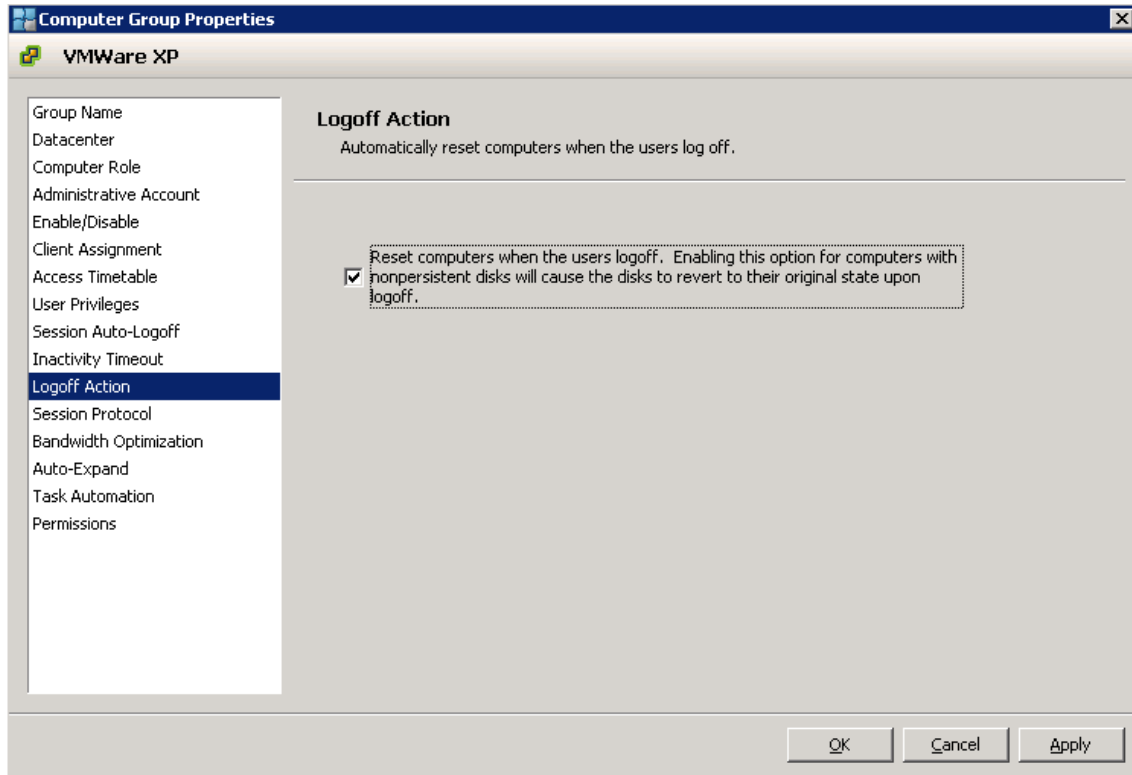 Computer Group Properties
VMWare XP
Group Name
Datacenter
Computer Role
Administrative Account
Enable/Disable
Client Assignment
Access Timetable
User Privileges
Session Auto-Logoff
Inactivity Timeout
Logoff Action
Session Protocol
Bandwidth Optimization
Auto-Expand
Task Automation
Permissions
Logoff Action
Automatically reset computers when the users log off.
Reset computers when the users logoff. Enabling this option for computers with
nonpersistent disks will cause the disks to revert to their original state upon
logoff.
OK
Cancel
Apply